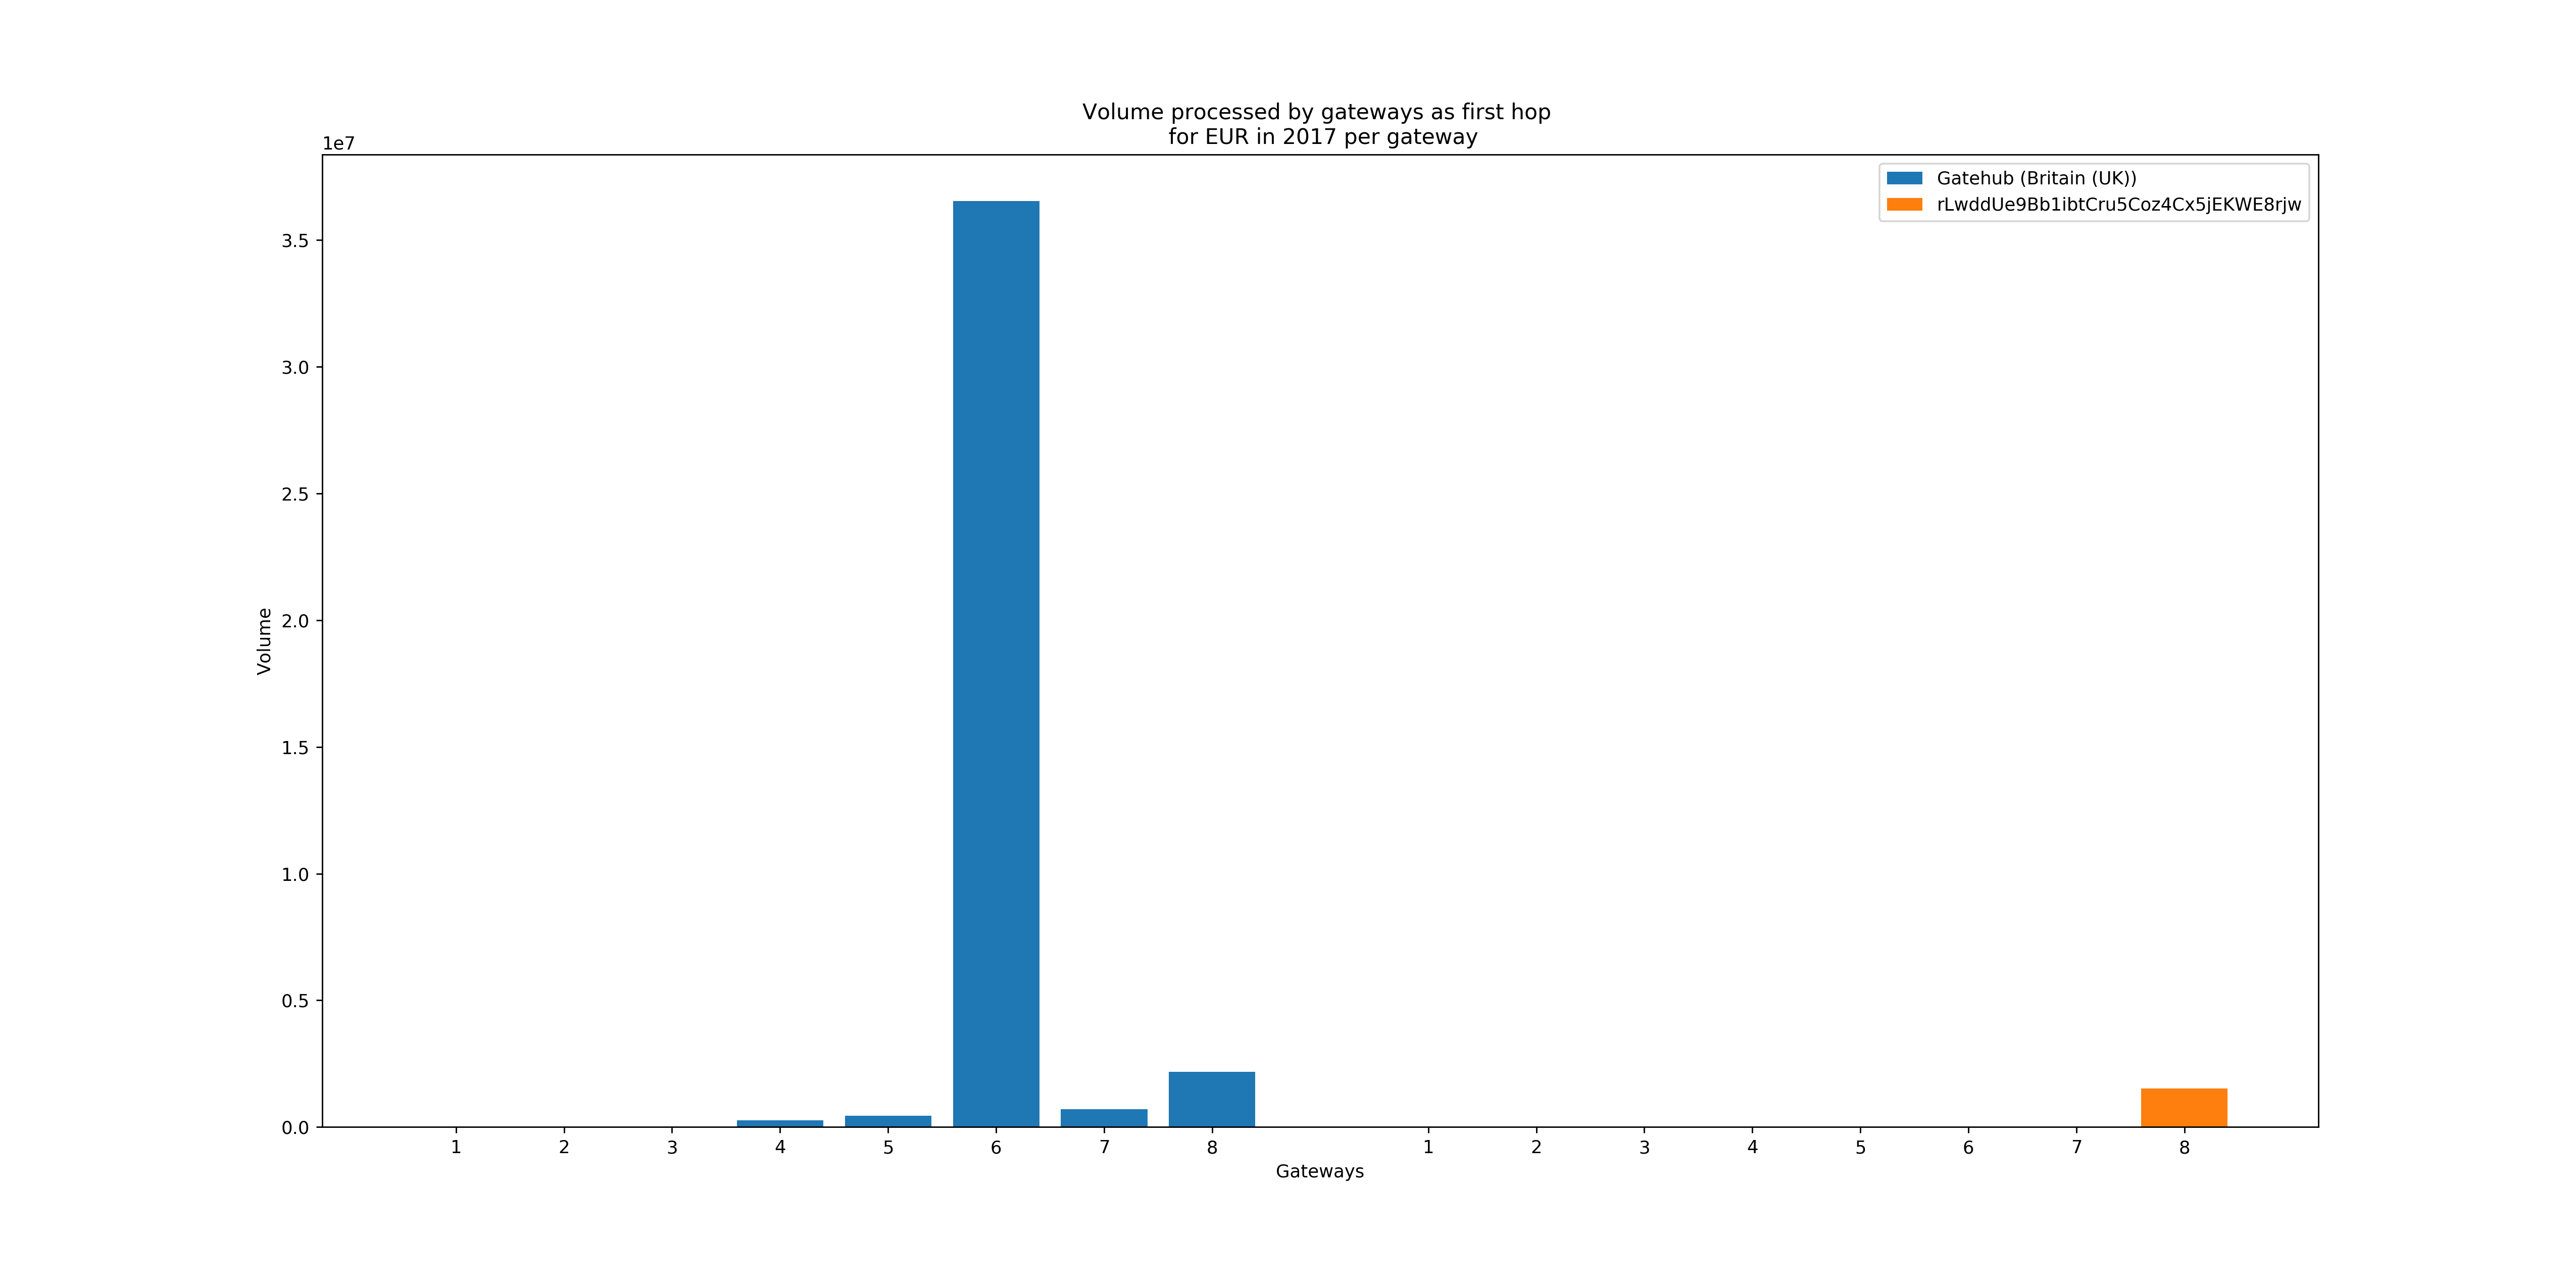 Volume processed by gateways as first hop
for EUR in 2017 per gateway
1e7
Gatehub (Britain (UK))
rLwddUe9Bb1ibtCru5Coz4Cx5jEKWE8rjw
3.5
3.0
2.5
2.0
1.5
1.0
0.5
0.0
Volume
1 2 3 4 5 6 7 8 1 2 3 4 5 6 7 8
Gateways